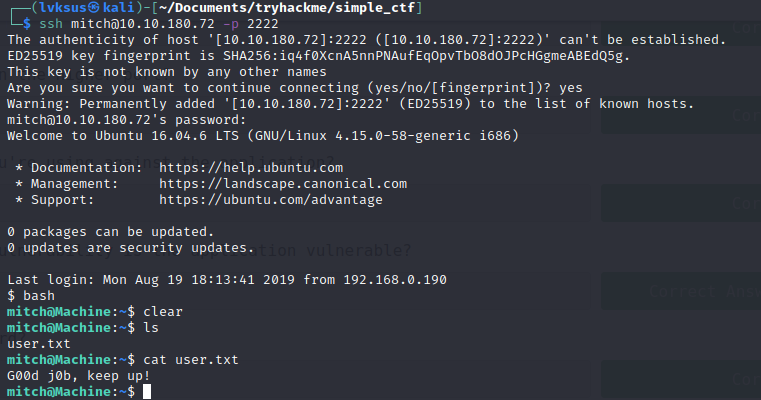 ┌──(lvksus㉿kali)-[~/Documents/tryhackme/simple_ctf]
└─$ ssh mitch@10.10.180.72 -p 2222
The authenticity of host '[10.10.180.72]:2222 ([10.10.180.72]:2222)' can't be established.
ED25519 key fingerprint is SHA256:iq4f0XcnA5nnPNAufEqOpvTbO8dOJPcHGgmeABEdQ5g.
This key is not known by any other names
Are you sure you want to continue connecting (yes/no/[fingerprint])? yes
Warning: Permanently added '[10.10.180.72]:2222' (ED25519) to the list of known hosts.
mitch@10.10.180.72's password:
Welcome to Ubuntu 16.04.6 LTS (GNU/Linux 4.15.0-58-generic i686)
* Documentation:  https://help.ubuntu.com
* Management:     https://landscape.canonical.com
* Support:        https://ubuntu.com/advantage
0 packages can be updated.
0 updates are security updates.
Last login: Mon Aug 19 18:13:41 2019 from 192.168.0.190
$ bash
mitch@Machine:~$ clear
mitch@Machine:~$ ls
user.txt
mitch@Machine:~$ cat user.txt
G00d j0b, keep up!
mitch@Machine:~$